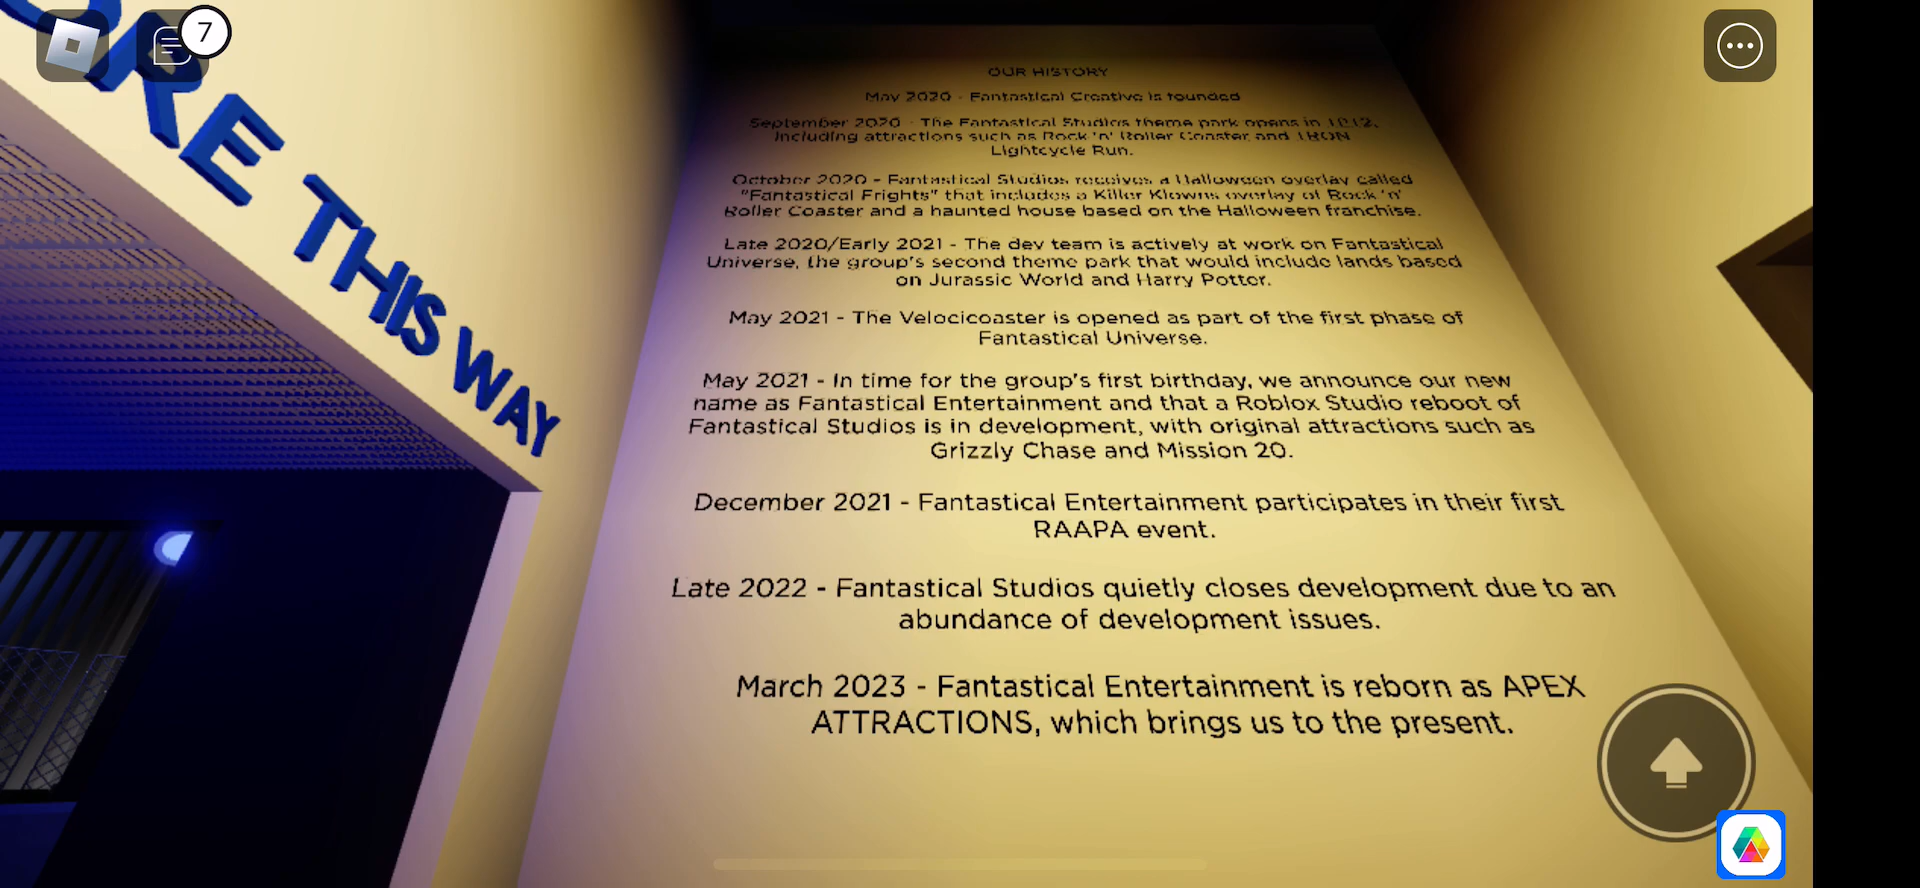 7
ORE THIS WAY
OUR HISTORY
May 2020 - Fantastical Creative is founded
September 2020 - The Fantastical Studios theme park opens in
including attractions such as Rock 'n' Roller Coaster and TRON
Lightcycle Run.
October 2020 - Fantastical Studios receives a Halloween overlay called
"Fantastical Frights" that includes a Killer Klowns overlay of Rock 'n'
Roller Coaster and a haunted house based on the Halloween franchise.
Late 2020/Early 2021 - The dev team is actively at work on Fantastical
Universe, the group's second theme park that would include lands based
on Jurassic World and Harry Potter.
May 2021 - The Velocicoaster is opened as part of the first phase of
Fantastical Universe.
May 2021 - In time for the group's first birthday, we announce our new
name as Fantastical Entertainment and that a Roblox Studio reboot of
Fantastical Studios is in development, with original attractions such as
Grizzly Chase and Mission 20.
December 2021 - Fantastical Entertainment participates in their first
RAAPA event.
Late 2022 - Fantastical Studios quietly closes development due to an
abundance of development issues.
March 2023 - Fantastical Entertainment is reborn as APEX
ATTRACTIONS, which brings us to the present.